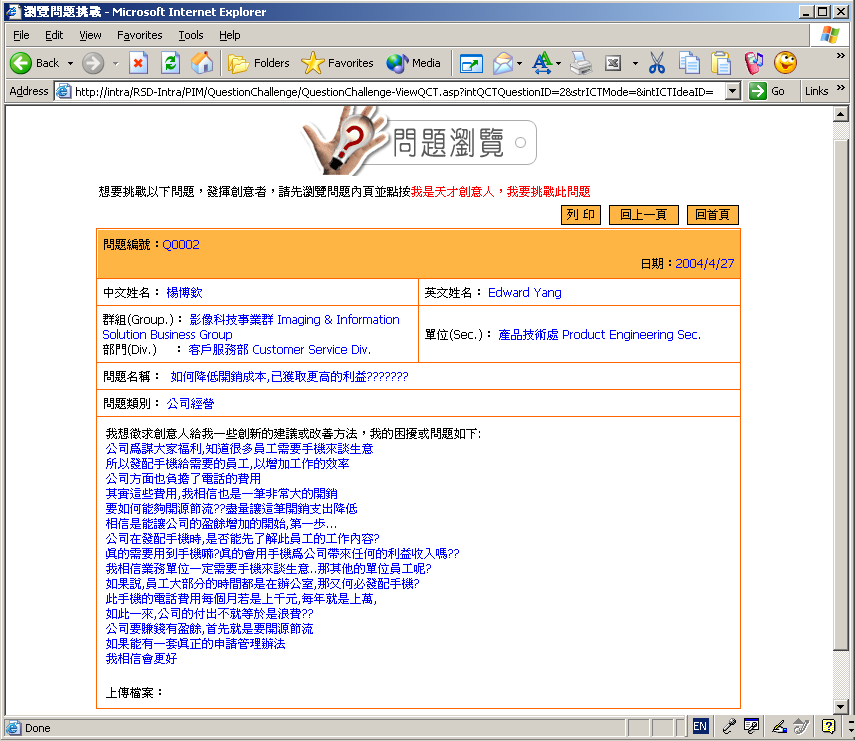 瀏覽問題挑戰 - Microsoft Internet Explorer
File Edit View Favorites Tools Help
Back Folders Favorites Media
Address http://intra/RSD-Intra/PIM/QuestionChallenge/QuestionChallenge-ViewQCT.asp?intQCTQuestionID=2&strICTMode=&intICTIdeaID= Go Links
?
問題瀏覽
想要挑戰以下問題，發揮創意者，請先瀏覽問題內頁並點按我是天才創意人，我要挑戰此問題
列 印 回上一頁 回首頁
問題編號：Q0002
日期：2004/4/27
中文姓名： 楊博欽 英文姓名： Edward Yang
群組(Group.)： 影像科技事業群 Imaging & Information
Solution Business Group
部門(Div.) ： 客戶服務部 Customer Service Div.
單位(Sec.)： 產品技術處 Product Engineering Sec.
問題名稱： 如何降低開銷成本,已獲取更高的利益???????
問題類別： 公司經營
我想徵求創意人給我一些創新的建議或改善方法，我的困擾或問題如下:
公司為謀大家福利,知道很多員工需要手機來談生意
所以發配手機給需要的員工,以增加工作的效率
公司方面也負擔了電話的費用
其實這些費用,我相信也是一筆非常大的開銷
要如何能夠開源節流??盡量讓這筆開銷支出降低
相信是能讓公司的盈餘增加的開始,第一步...
公司在發配手機時,是否能先了解此員工的工作內容?
真的需要用到手機嘛?真的會用手機為公司帶來任何的利益收入嗎??
我相信業務單位一定需要手機來談生意..那其他的單位員工呢?
如果說,員工大部分的時間都是在辦公室,那又何必發配手機?
此手機的電話費用每個月若是上千元,每年就是上萬,
如此一來,公司的付出不就等於是浪費??
公司要賺錢有盈餘,首先就是要開源節流
如果能有一套真正的申請管理辦法
我相信會更好
上傳檔案：
Done EN